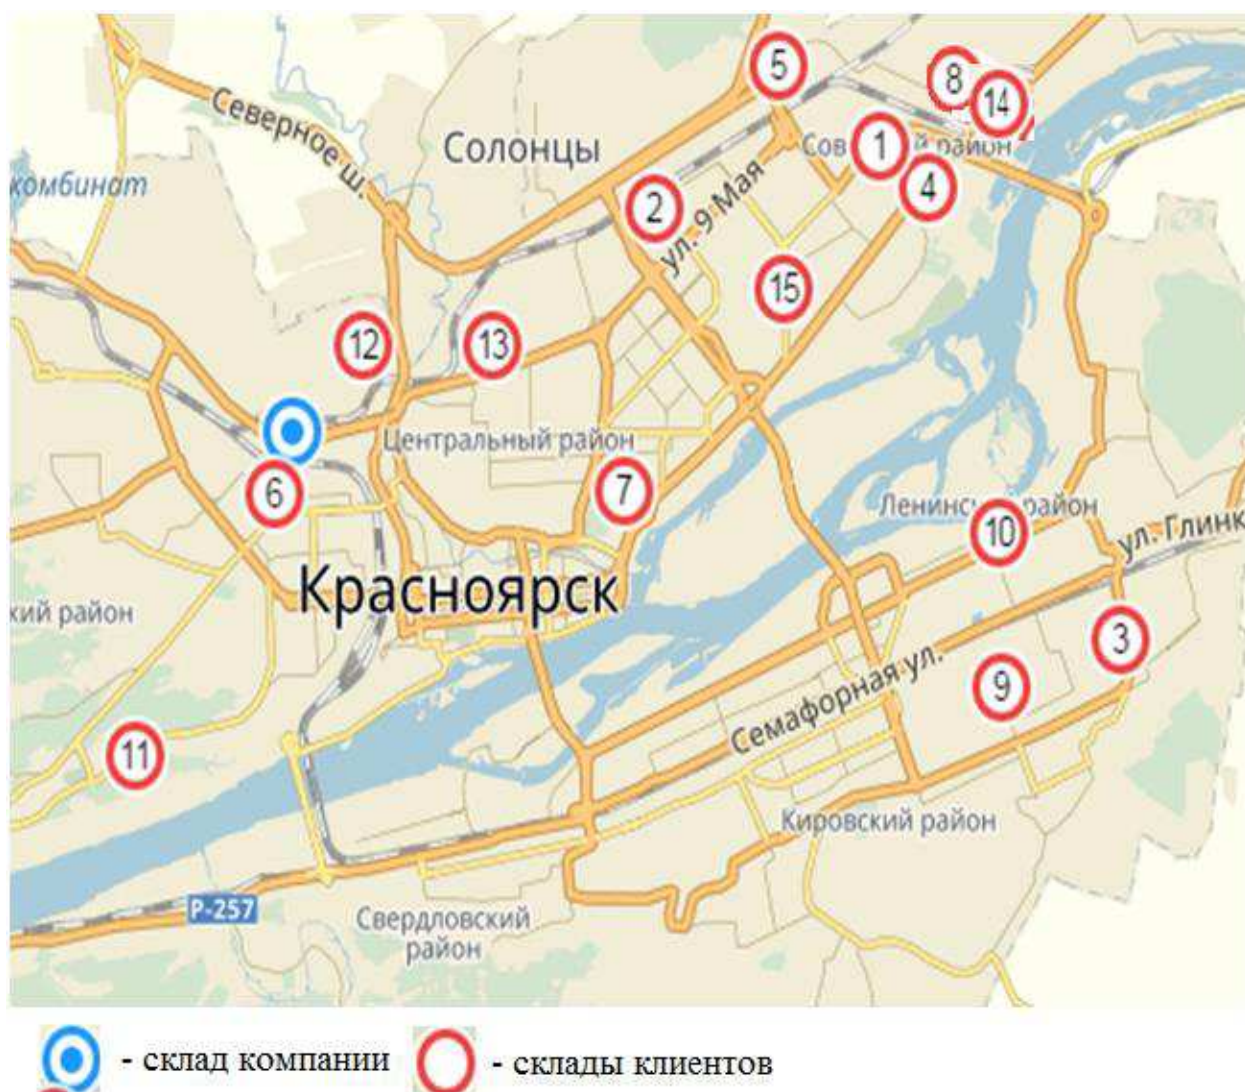 5
8
14
Северное ш.
Солонцы
1
Сов
й район
комбинат
2
ул. 9 Мая
4
15
12
13
Центральный район
6
7
Ленинс
район
10
ул. Глинк
Красноярск
кий район
3
Семафорная ул.
9
11
Кировский район
Р-257
Свердловский
район
- склад компании
- склады клиентов